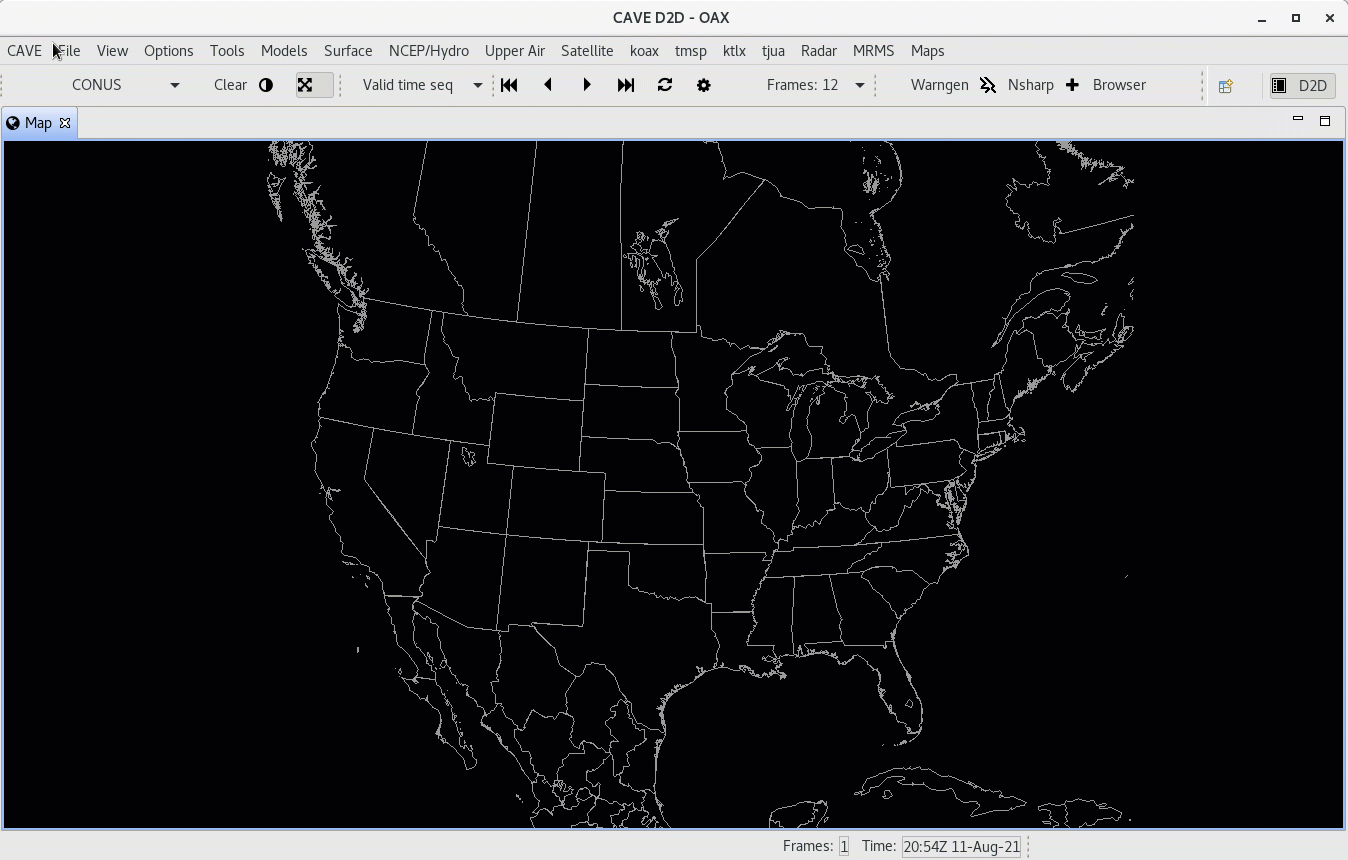 CAVE D2D - OAX
CAVE File View Options Tools Models Surface NCEP/Hydro Upper Air Satellite koax tmsp ktlx tjua Radar MRMS Maps
CONUS Clear Valid time seq Frames: 12 Warngen Nsharp Browser D2D
Map
Frames: 1 Time: 20:54Z 11-Aug-21